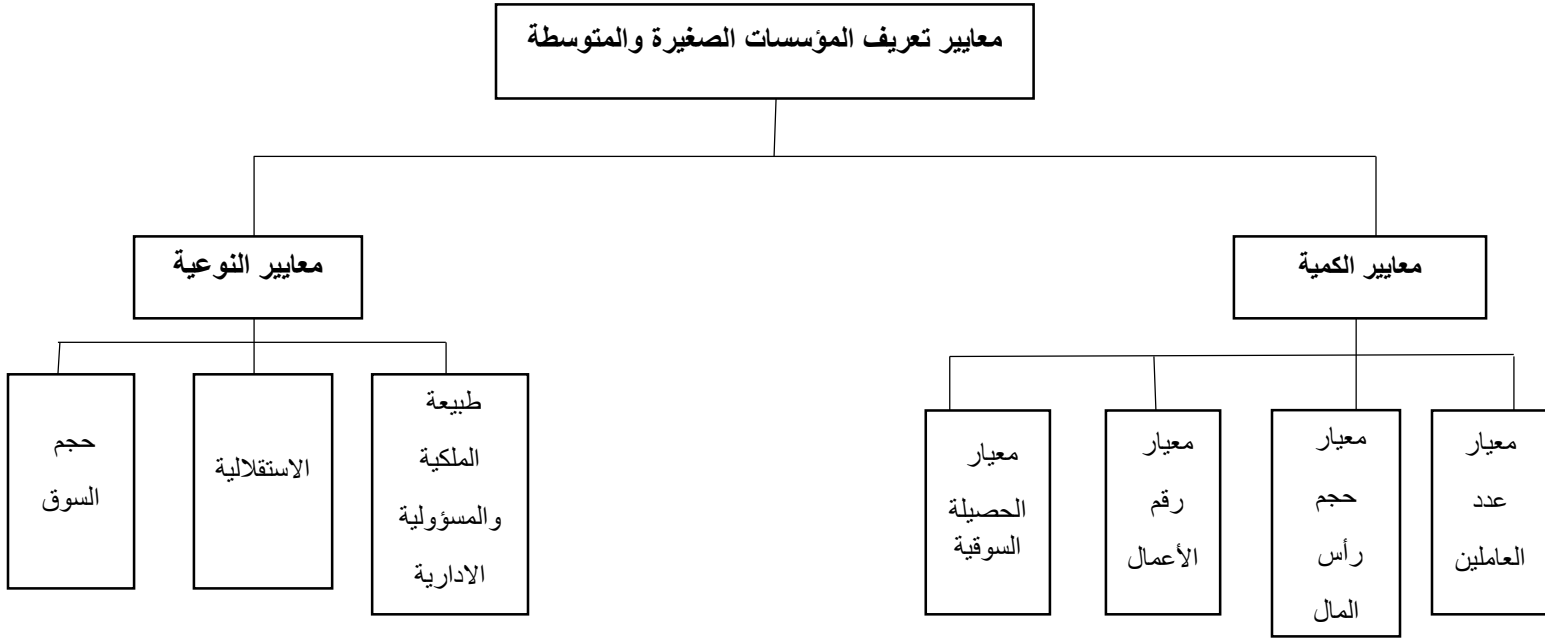 معايير تعريف المؤسسات الصغيرة والمتوسطة
معايير الكمية
معايير النوعية
معيار
عدد
العاملين
معيار
حجم
رأس
المال
معيار
رقم
الأعمال
معيار
الحصيلة
السوقية
طبيعة
الملكية
والمسؤولية
الادارية
الاستقلالية
حجم
السوق